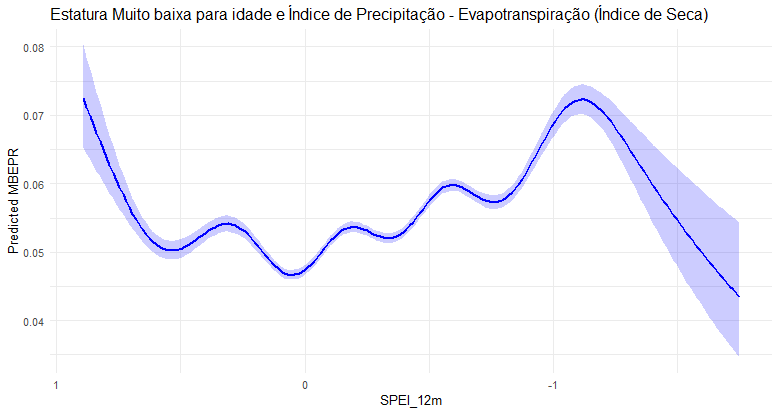 Estatura Muito baixa para idade e Índice de Precipitação - Evapotranspiração (Índice de Seca)
0.08
0.07
0.06
0.05
0.04
Predicted MBEPR
1
0
-1
SPEI_12m